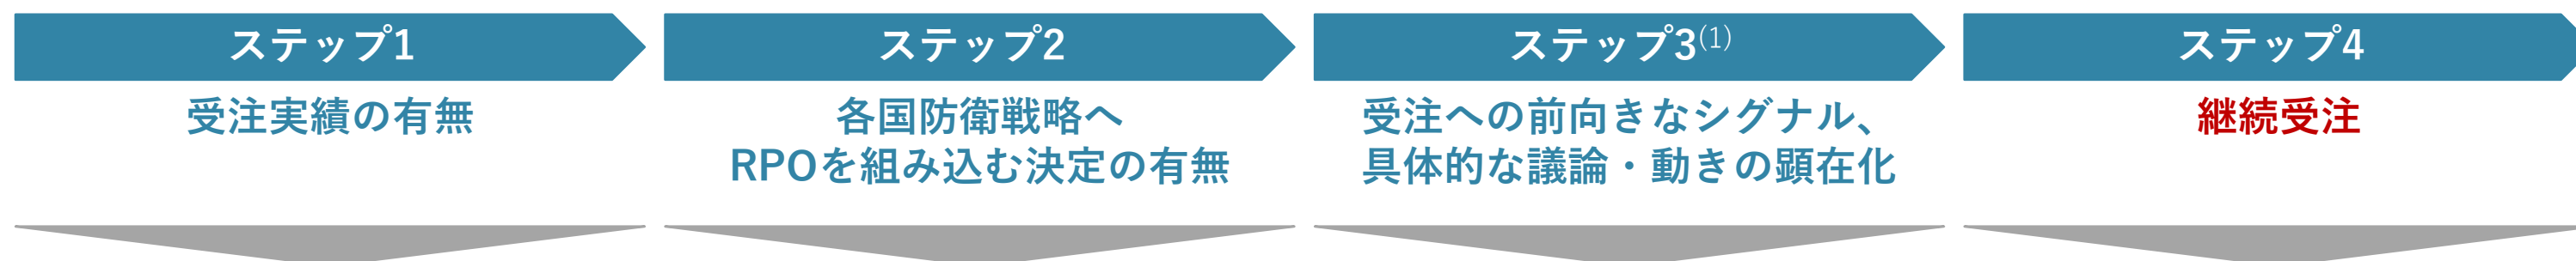 ステップ1
受注実績の有無
ステップ2
各国防衛戦略へ
RPOを組み込む決定の有無
ステップ3(1)
受注への前向きなシグナル、
具体的な議論・動きの顕在化
ステップ4
継続受注